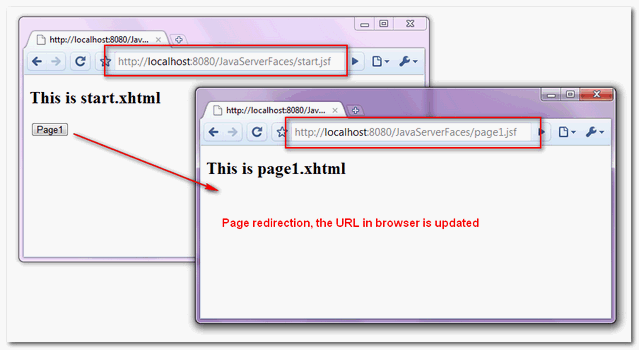 http://localhost:8080/Jav...
http://localhost:8080/JavaServerFaces/start.jsf
This is start.xhtml
Page1
http://localhost:8080/Jav...
http://localhost:8080/JavaServerFaces/page1.jsf
This is page1.xhtml
Page redirection, the URL in browser is updated